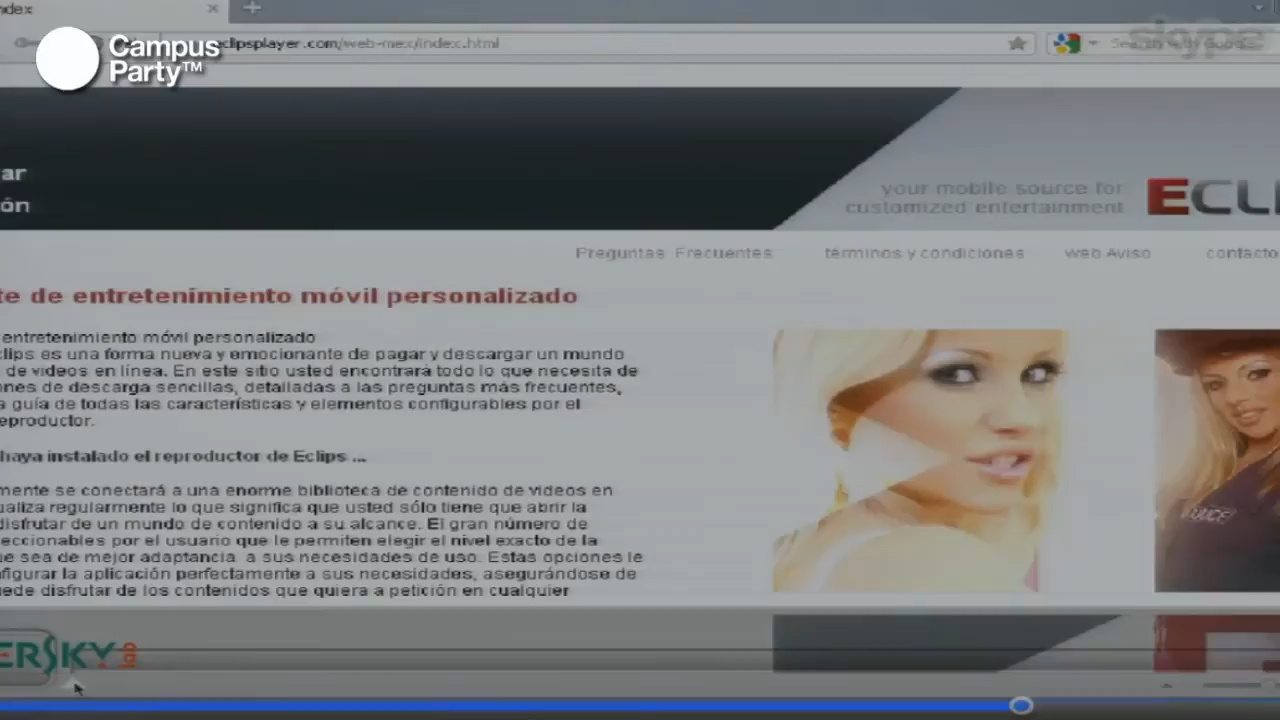 ndex
Campus
Party™
clipsplayer.com/web-mex/index.html
skype
ar
ón
your mobile source for
customized entertainment
ECLI
Preguntas Frecuentes términos y condiciones web Aviso contacto
te de entretenimiento móvil personalizado
entretenimiento móvil personalizado
clips es una forma nueva y emocionante de pagar y descargar un mundo
de videos en línea. En este sitio usted encontrará todo lo que necesita de
nes de descarga sencillas, detalladas a las preguntas más frecuentes,
a guía de todas las características y elementos configurables por el
eproductor.
haya instalado el reproductor de Eclips ...
mente se conectará a una enorme biblioteca de contenido de videos en
ualiza regularmente lo que significa que usted sólo tiene que abrir la
disfrutar de un mundo de contenido a su alcance. El gran número de
eccionables por el usuario que le permiten elegir el nivel exacto de la
ue sea de mejor adaptancia a sus necesidades de uso. Estas opciones le
nfigurar la aplicación perfectamente a sus necesidades, asegurándose de
uede disfrutar de los contenidos que quiera a petición en cualquier
ERSKY